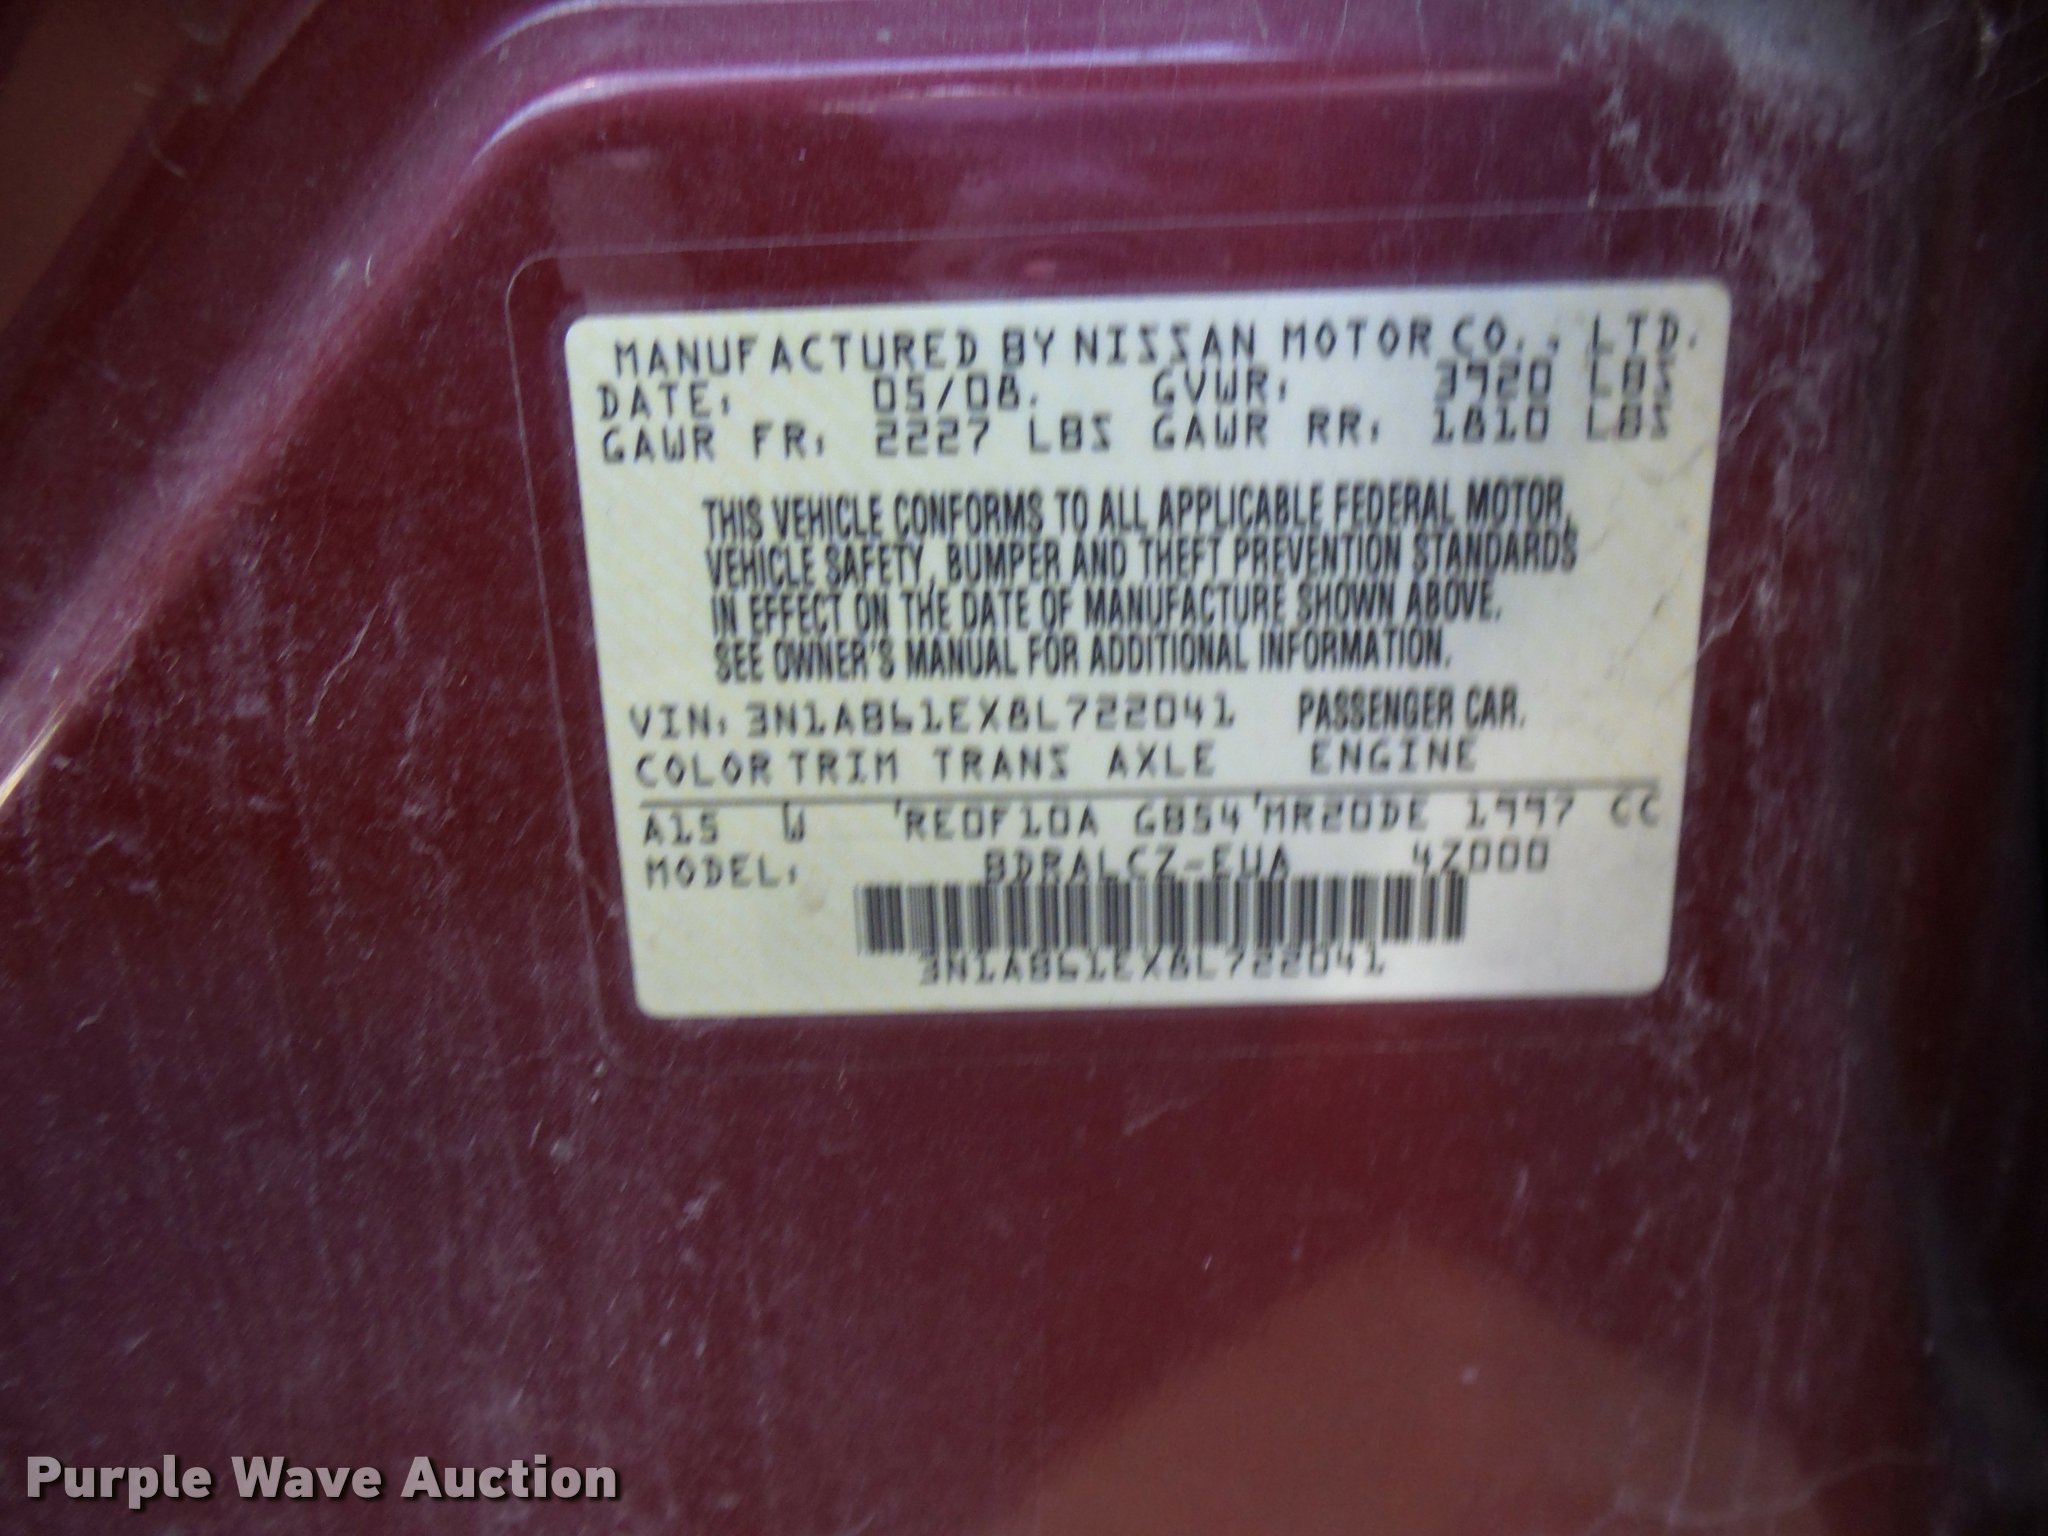 MANUFACTURED BY NISSAN MOTOR CO., LTD.
DATE: 05/08. GVWR: 3920 LBS
GAWR FR: 2227 LBS GAWR RR: 1810 LBS
THIS VEHICLE CONFORMS TO ALL APPLICABLE FEDERAL MOTOR
VEHICLE SAFETY, BUMPER AND THEFT PREVENTION STANDARDS
IN EFFECT ON THE DATE OF MANUFACTURE SHOWN ABOVE.
SEE OWNER'S MANUAL FOR ADDITIONAL INFORMATION.
VIN: 3N1AB61EX8L722041 PASSENGER CAR.
COLOR TRIM TRANS AXLE ENGINE
A15 W 'RE0F10A GB54'MR20DE 1997 CC
MODEL: BDRALCZ-EUA 4Z000
3N1AB61EX8L722041
Purple Wave Auction